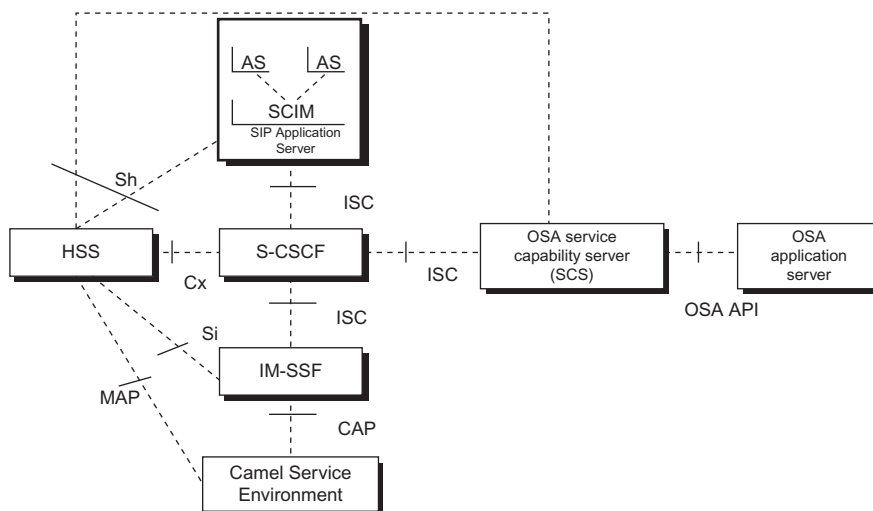 AS AS
SCIM
SIP Application
Server
Sh
ISC
HSS
S-CSCF
OSA service
capability server
(SCS)
OSA
application
server
Cx
ISC
OSA API
ISC
Si
IM-SSF
MAP
CAP
Camel Service
Environment